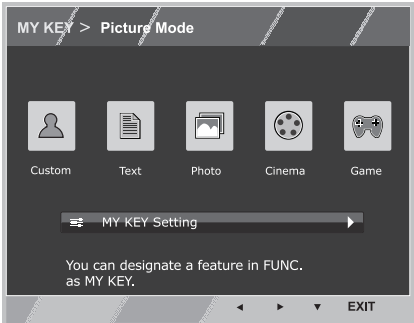 MY KEY > Picture Mode
Custom Text Photo Cinema Game
MY KEY Setting
You can designate a feature in FUNC.
as MY KEY.
EXIT